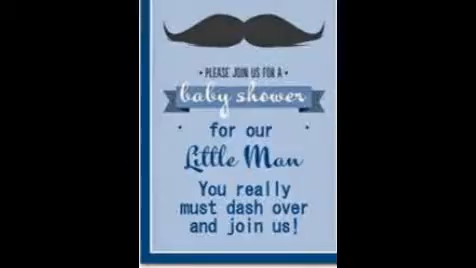 • PLEASE JOIN US FOR A •
baby shower
for our
Little Man
You really
must dash over
and join us!